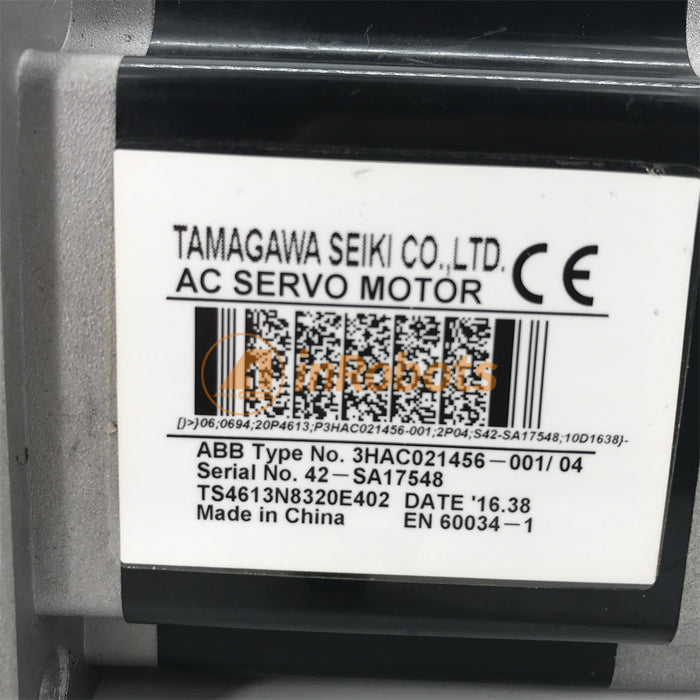 TAMAGAWA SEIKI CO.,LTD.
AC SERVO MOTOR CE
inRobots
[)>}06;0694;20P4613;P3HAC021456-001;2P04;S42-SA17548;10D1638}-
ABB Type No. 3HAC021456-001/ 04
Serial No. 42-SA17548
TS4613N8320E402 DATE '16.38
Made in China EN 60034-1